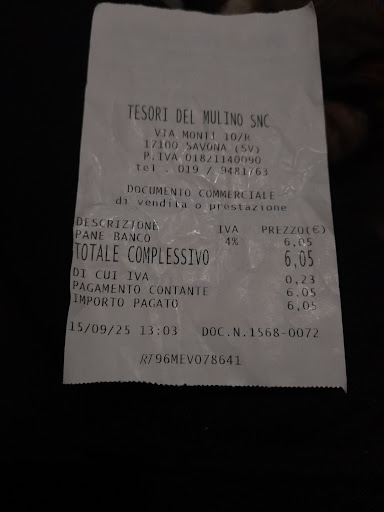 TESORI DEL MULINO SNC
VIA MONTI 10/R
17100 SAVONA (SV)
P.IVA 01821140090
tel . 019 / 9481763
DOCUMENTO COMMERCIALE
di vendita o prestazione
DESCRIZIONE IVA PREZZO(€)
PANE BANCO 4% 6,05
TOTALE COMPLESSIVO 6,05
DI CUI IVA 0,23
PAGAMENTO CONTANTE 6,05
IMPORTO PAGATO 6,05
15/09/25 13:03 DOC.N.1568-0072
RT 96MEV078641